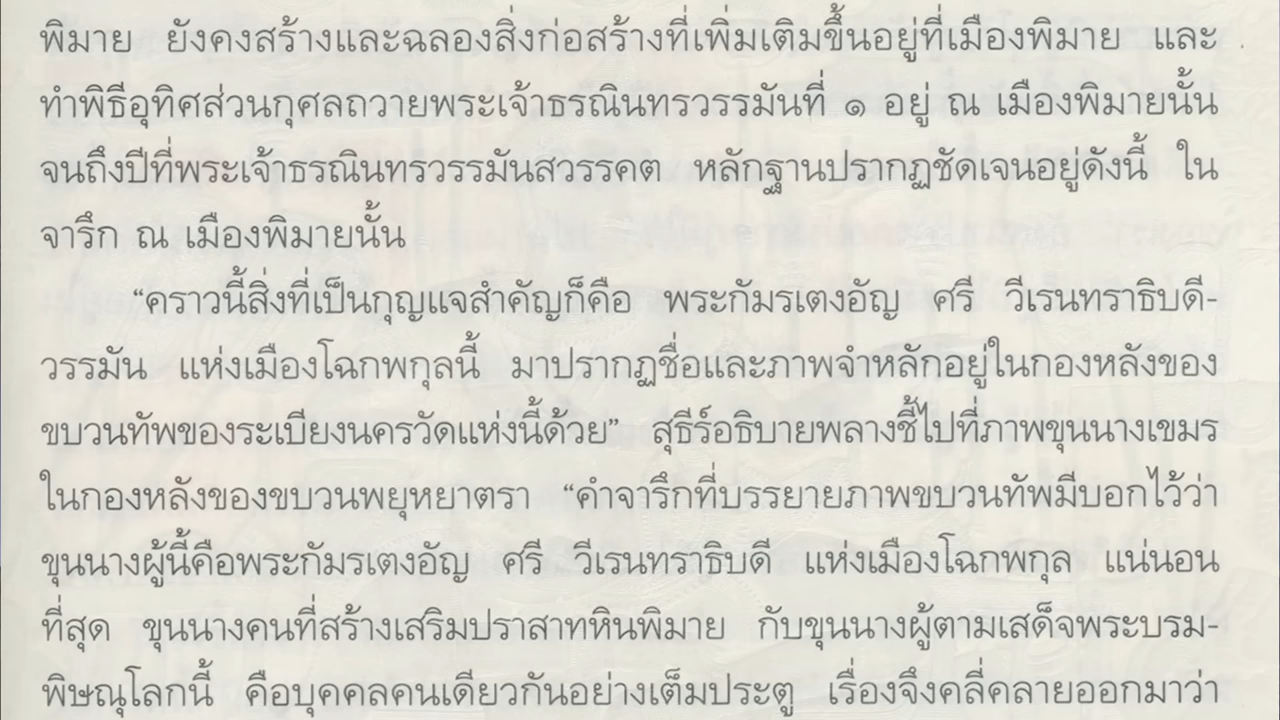 พิมาย ยังคงสร้างและฉลองสิ่งก่อสร้างที่เพิ่มเติมขึ้นอยู่ที่เมืองพิมาย และ
ทำพิธีอุทิศส่วนกุศลถวายพระเจ้าธรณินทรวรรมันที่ ๑ อยู่ ณ เมืองพิมายนั้น
จนถึงปีที่พระเจ้าธรณินทรวรรมันสวรรคต หลักฐานปรากฏชัดเจนอยู่ดังนี้ ใน
จารึก ณ เมืองพิมายนั้น
“คราวนี้สิ่งที่เป็นกุญแจสำคัญก็คือ พระกัมรเตงอัญ ศรี วีเรนทราธิบดี-
วรรมัน แห่งเมืองโฉกพกุลนี้ มาปรากฏชื่อและภาพจำหลักอยู่ในกองหลังของ
ขบวนทัพของระเบียงนครวัดแห่งนี้ด้วย” สุธีร์อธิบายพลางชี้ไปที่ภาพขุนนางเขมร
ในกองหลังของขบวนพยุหยาตรา “คำจารึกที่บรรยายภาพขบวนทัพมีบอกไว้ว่า
ขุนนางผู้นี้คือพระกัมรเตงอัญ ศรี วีเรนทราธิบดี แห่งเมืองโฉกพกุล แน่นอน
ที่สุด ขุนนางคนที่สร้างเสริมปราสาทหินพิมาย กับขุนนางผู้ตามเสด็จพระบรม-
พิษณุโลกนี้ คือบุคคลคนเดียวกันอย่างเต็มประตู เรื่องจึงคลี่คลายออกมาว่า